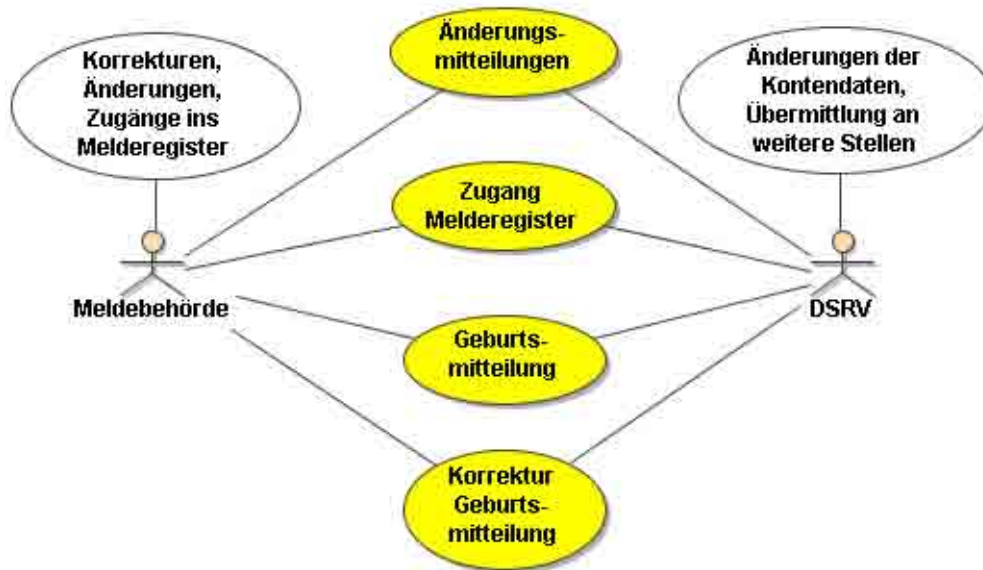 Änderungs-
mitteilungen
Korrekturen,
Änderungen,
Zugänge ins
Melderegister
Änderungen der
Kontendaten,
Übermittlung an
weitere Stellen
Zugang
Melderegister
Meldebehörde
DSRV
Geburts-
mitteilung
Korrektur
Geburts-
mitteilung